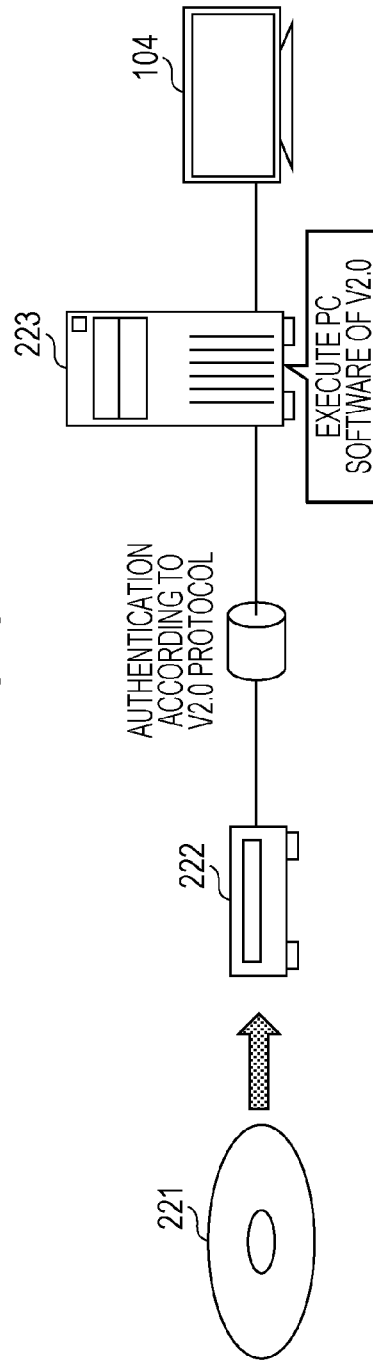 221
222
AUTHENTICATION
ACCORDING TO
V2.0 PROTOCOL
223
EXECUTE PC
SOFTWARE OF V2.0
104